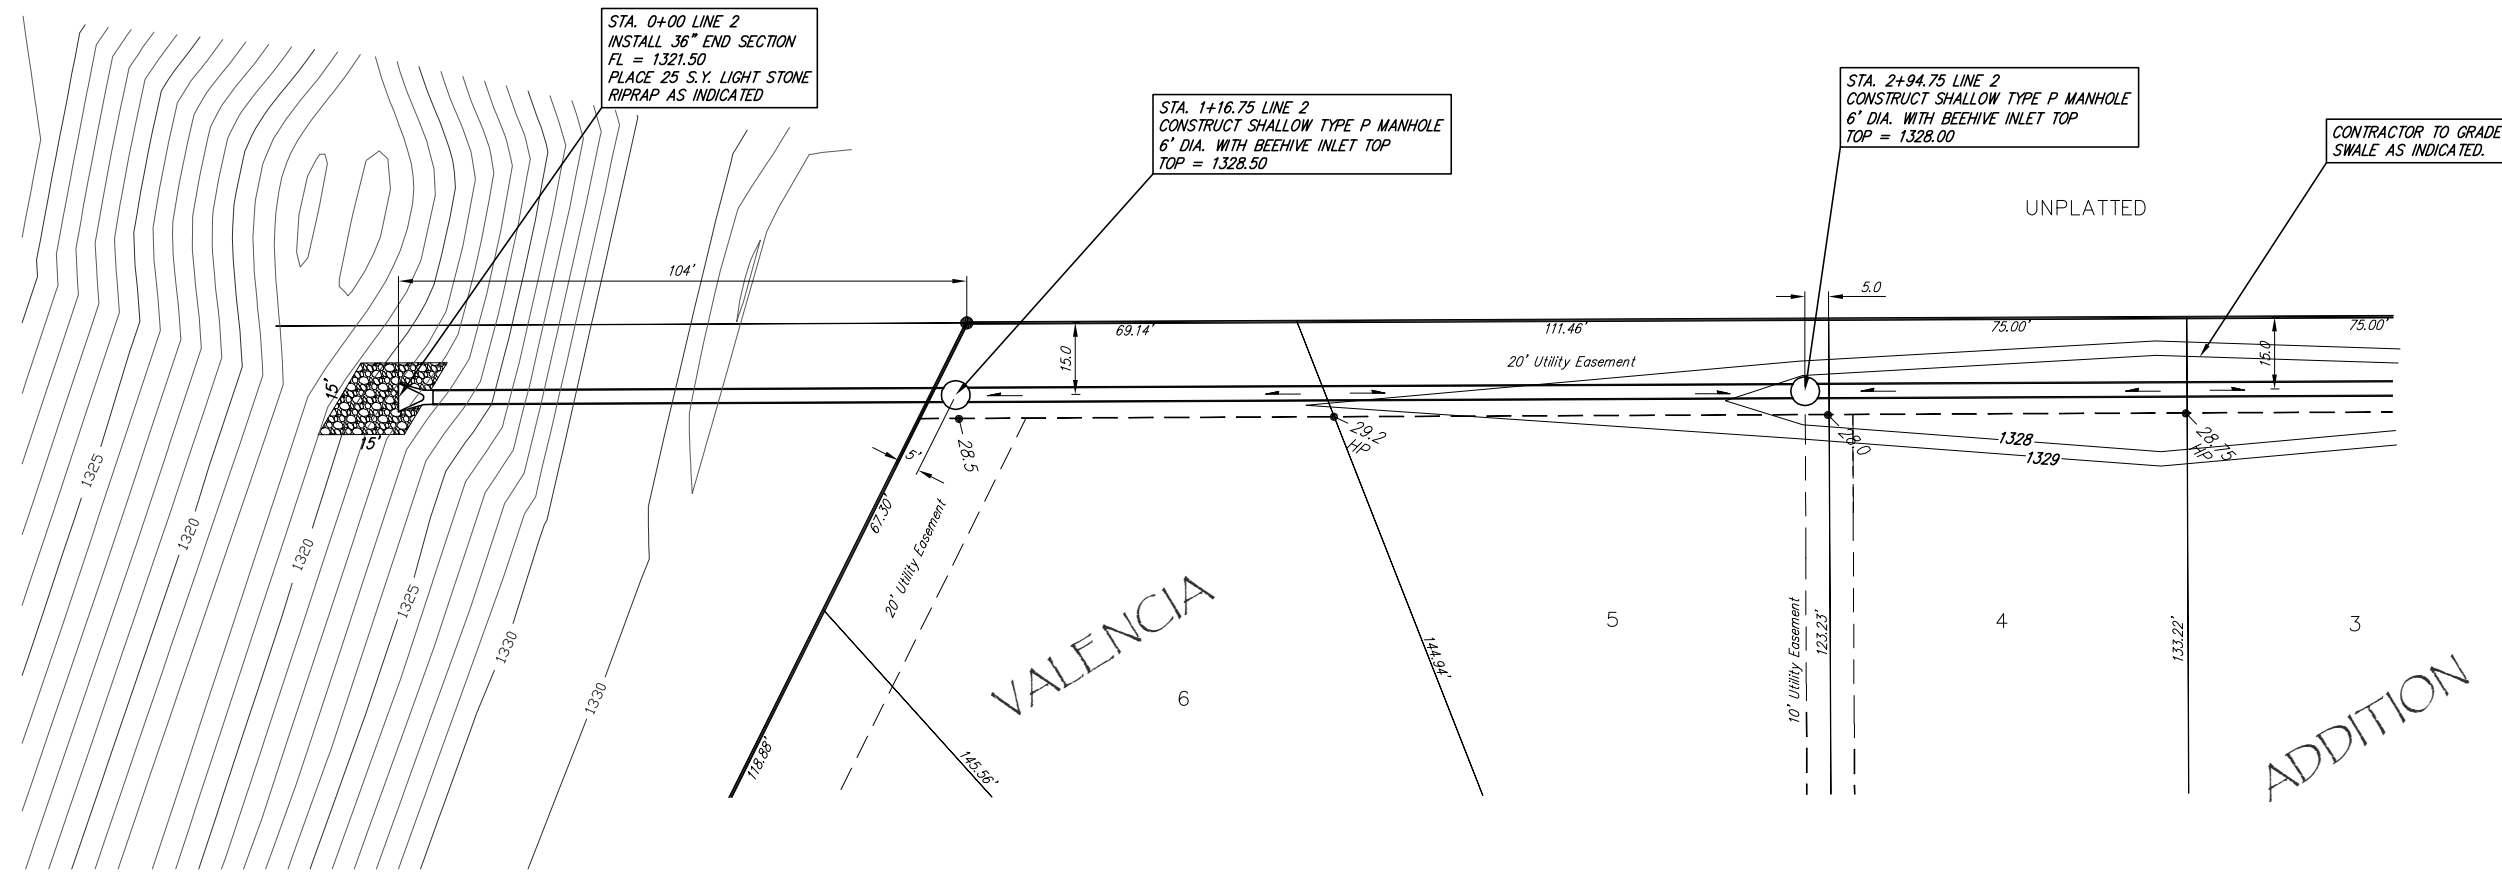 STA. 0+00 LINE 2
INSTALL 36" END SECTION
FL = 1321.50
PLACE 25 S.Y. LIGHT STONE
RIPRAP AS INDICATED
STA. 1+16.75 LINE 2
CONSTRUCT SHALLOW TYPE P MANHOLE
6' DIA. WITH BEEHIVE INLET TOP
TOP = 1328.50
STA. 2+94.75 LINE 2
CONSTRUCT SHALLOW TYPE P MANHOLE
6' DIA. WITH BEEHIVE INLET TOP
TOP = 1328.00
CONTRACTOR TO GRADE
SWALE AS INDICATED.
UNPLATTED
104'
5.0
69.14'
111.46'
75.00'
75.00'
15.0
20' Utility Easement
15.0
15'
15'
5'
28.5
29.2
HP
28.0
1328
1329
28.75
HP
1325
1320
1320
1325
1330
1330
67.30'
20' Utility Easement
118.88'
145.56'
VALENCIA
6
144.94'
5
10' Utility Easement
123.23'
4
133.22'
3
ADDITION